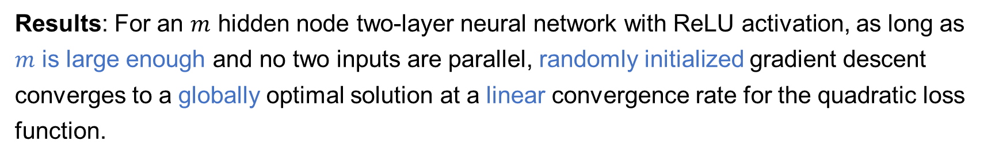 Results: For an m hidden node two-layer neural network with ReLU activation, as long as
m is large enough and no two inputs are parallel, randomly initialized gradient descent
converges to a globally optimal solution at a linear convergence rate for the quadratic loss
function.